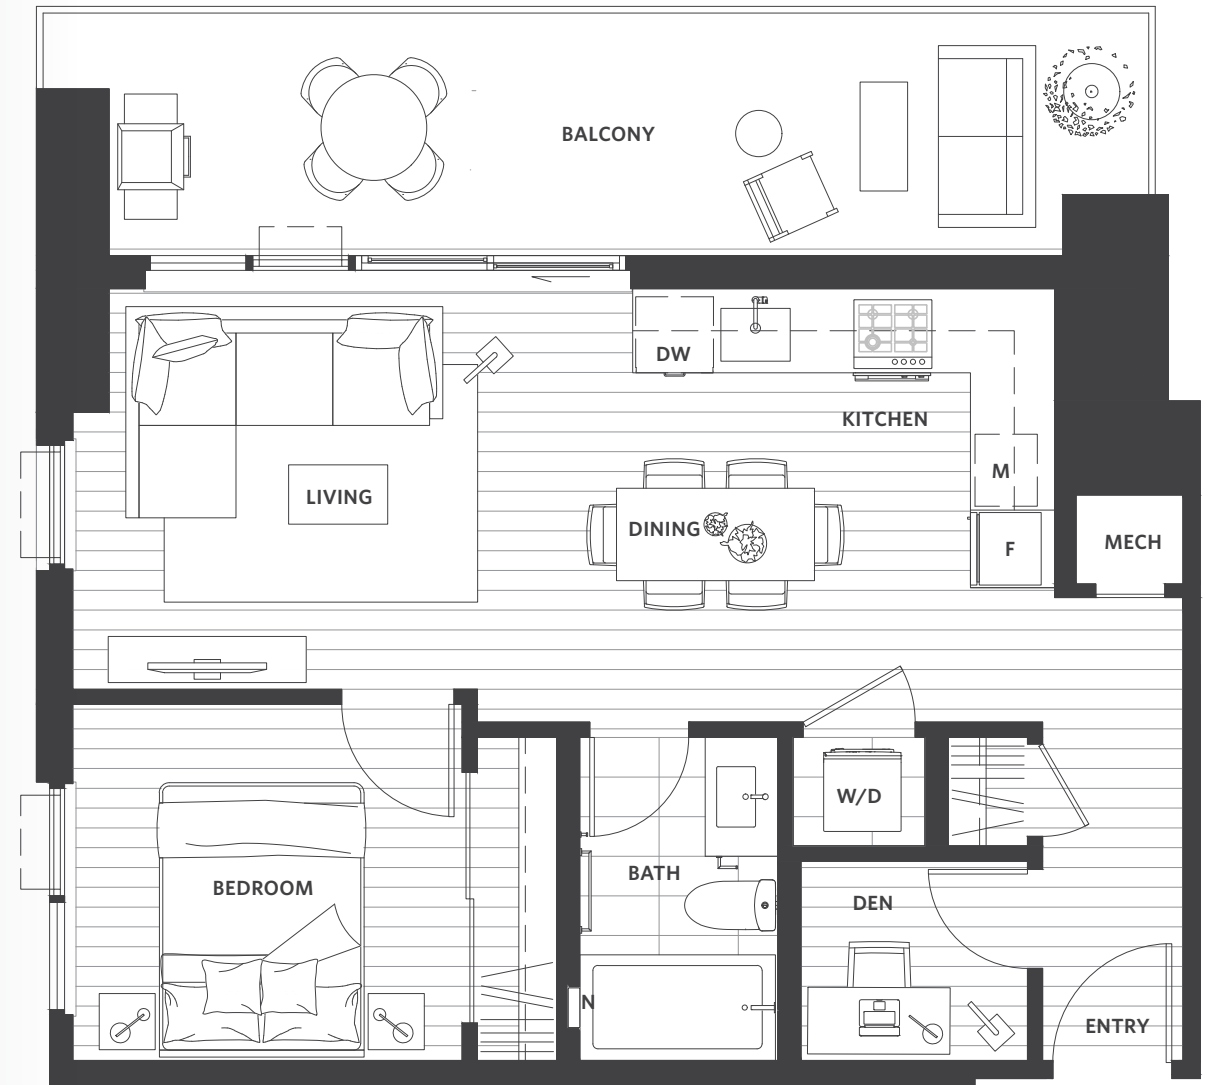 BALCONY
DW
KITCHEN
M
LIVING
DINING
F
MECH
W/D
BATH
BEDROOM
DEN
N
ENTRY